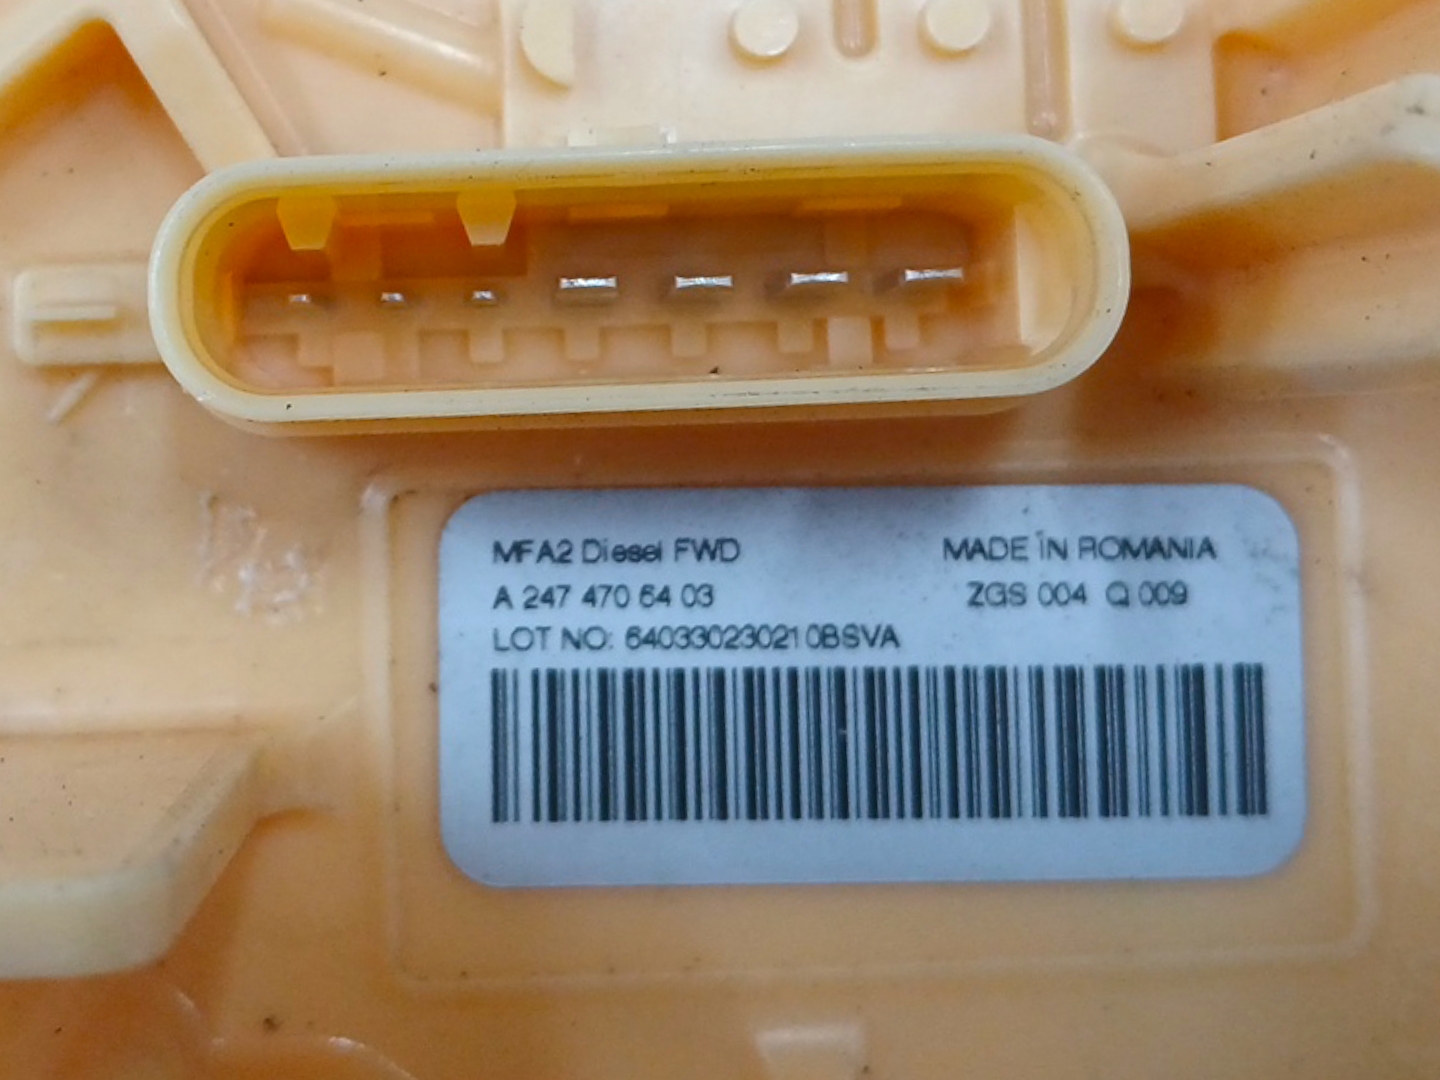 MFA2 Diesel FWD MADE IN ROMANIA
A 247 470 64 03 ZGS 004 Q 009
LOT NO: 64033023021 0BSVA